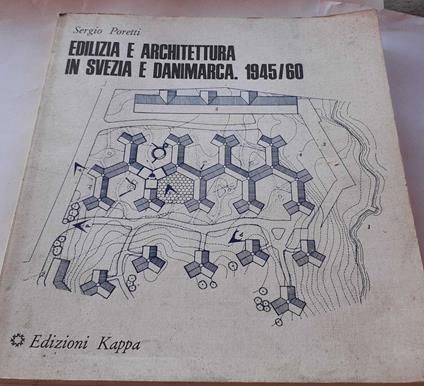 Sergio Poretti
EDILIZIA E ARCHITETTURA
IN SVEZIA E DANIMARCA. 1945/60
Edizioni Kappa